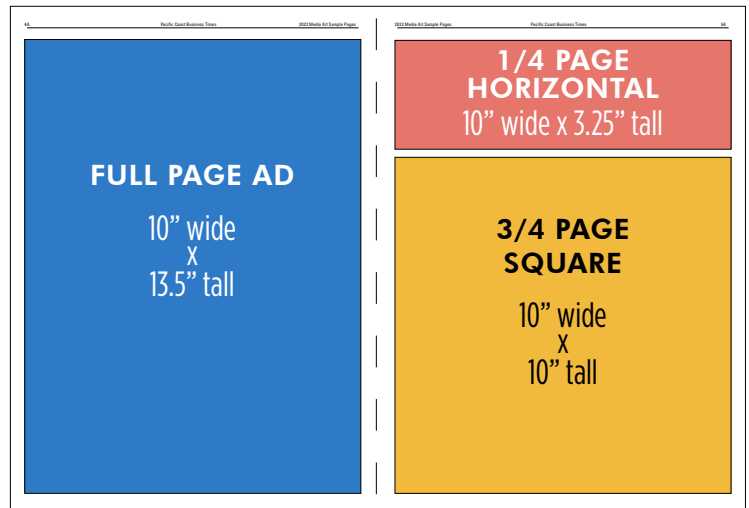 4A Pacific Coast Business Times 2022 Media Kit Sample Pages
FULL PAGE AD
10” wide
x
13.5” tall
2022 Media Kit Sample Pages Pacific Coast Business Times 5A
1/4 PAGE
HORIZONTAL
10” wide x 3.25” tall
3/4 PAGE
SQUARE
10” wide
x
10” tall